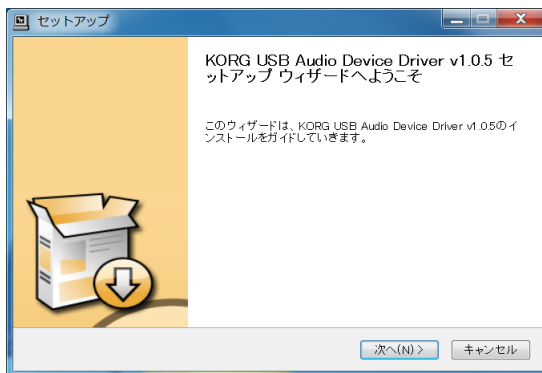 セットアップ
KORG USB Audio Device Driver v1.0.5 セ
ットアップ ウィザードへようこそ
このウィザードは、KORG USB Audio Device Driver v1.0.5のイ
ンストールをガイドしていきます。
次へ(N) >
キャンセル